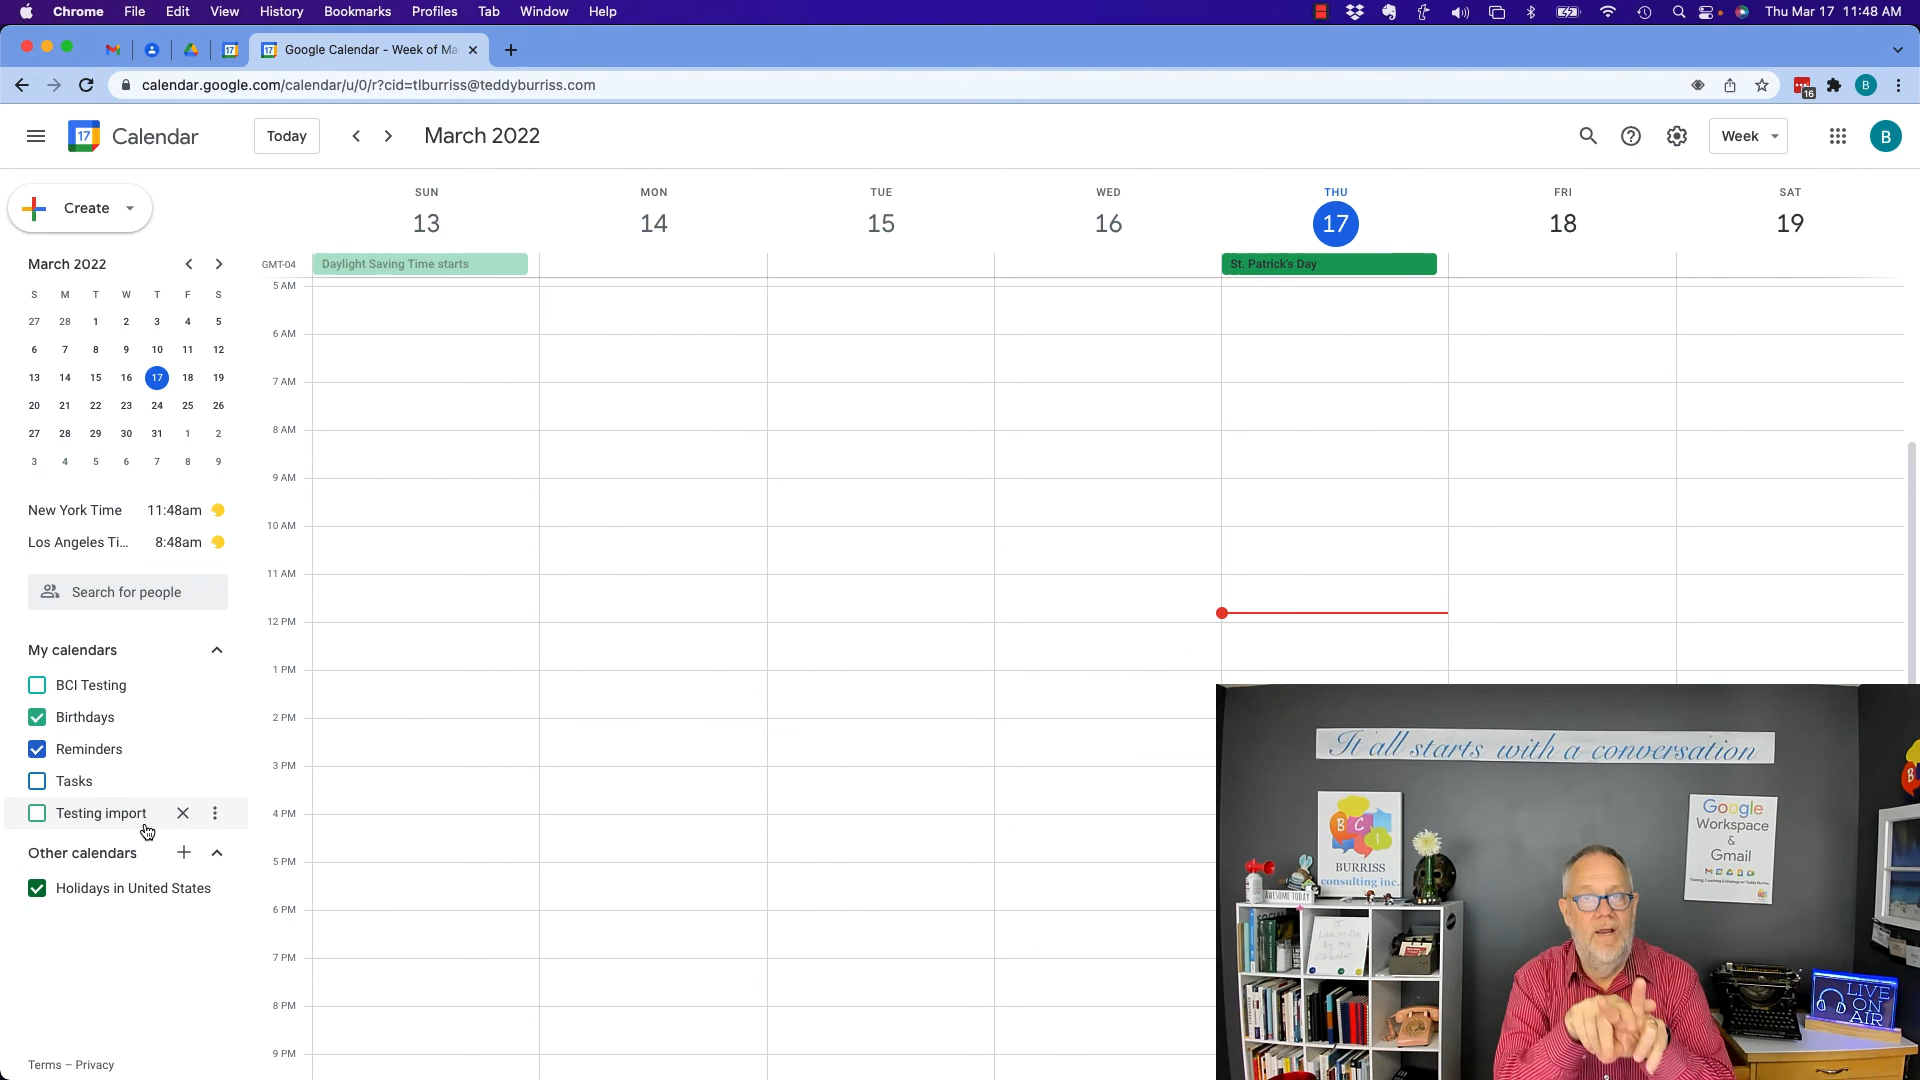 Chrome File Edit View History Bookmarks Profiles Tab Window Help Thu Mar 17 11:48 AM
Google Calendar - Week of Ma
calendar.google.com/calendar/u/0/r?cid=tlburriss@teddyburriss.com 16 B
17 Calendar Today March 2022 Week B
Create
March 2022
S M T W T F S
27 28 1 2 3 4 5
6 7 8 9 10 11 12
13 14 15 16 17 18 19
20 21 22 23 24 25 26
27 28 29 30 31 1 2
3 4 5 6 7 8 9
New York Time 11:48am
Los Angeles Ti... 8:48am
Search for people
My calendars
BCI Testing
Birthdays
Reminders
Tasks
Testing import
Other calendars
Holidays in United States
Terms – Privacy
SUN MON TUE WED THU FRI SAT
13 14 15 16 17 18 19
GMT-04 Daylight Saving Time starts St. Patrick's Day
5 AM
6 AM
7 AM
8 AM
9 AM
10 AM
11 AM
12 PM
1 PM
2 PM
3 PM
4 PM
5 PM
6 PM
7 PM
8 PM
9 PM
It all starts with a conversation
B C I
BURRISS
consulting inc.
AWESOME TODAY
Google
Workspace
&
Gmail
LIVE
ON
AIR